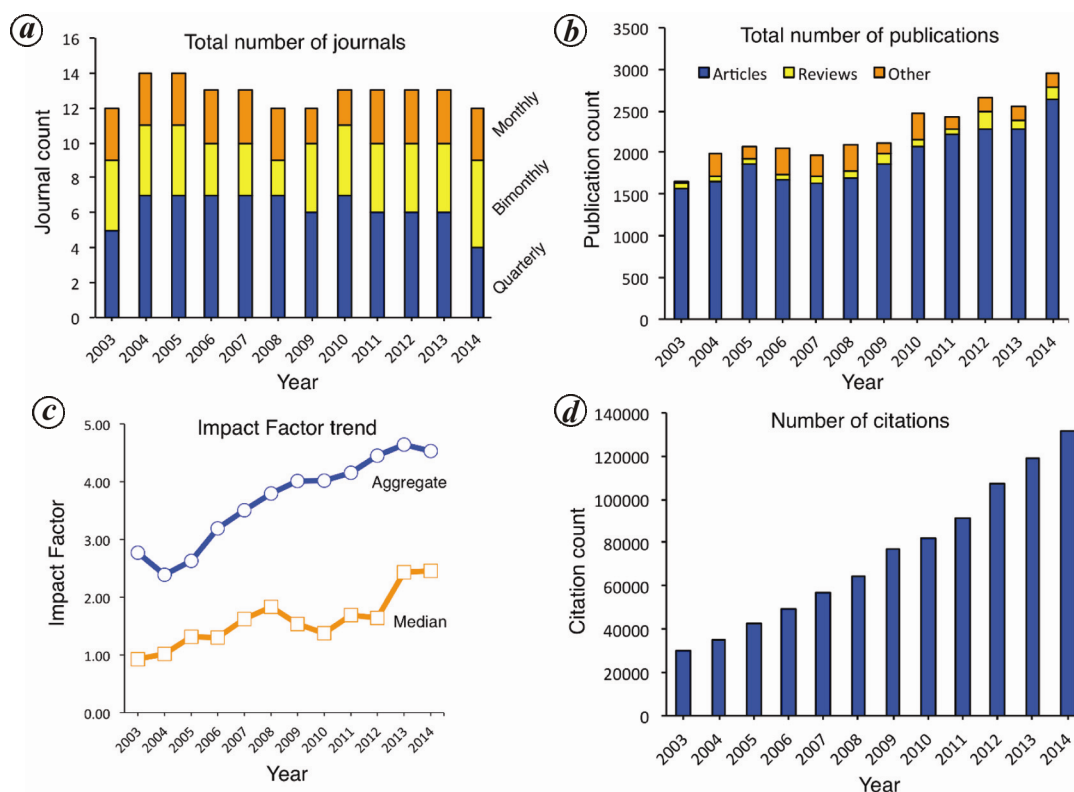 a
Total number of journals
16
14
12
10
8
6
4
2
0
Journal count
Monthly
Bimonthly
Quarterly
2003 2004 2005 2006 2007 2008 2009 2010 2011 2012 2013 2014
Year
b
Total number of publications
3500
3000
2500
2000
1500
1000
500
0
Publication count
Articles Reviews Other
2003 2004 2005 2006 2007 2008 2009 2010 2011 2012 2013 2014
Year
c
Impact Factor trend
5.00
4.00
3.00
2.00
1.00
0.00
Impact Factor
Aggregate
Median
2003 2004 2005 2006 2007 2008 2009 2010 2011 2012 2013 2014
Year
d
Number of citations
140000
120000
100000
80000
60000
40000
20000
0
Citation count
2003 2004 2005 2006 2007 2008 2009 2010 2011 2012 2013 2014
Year